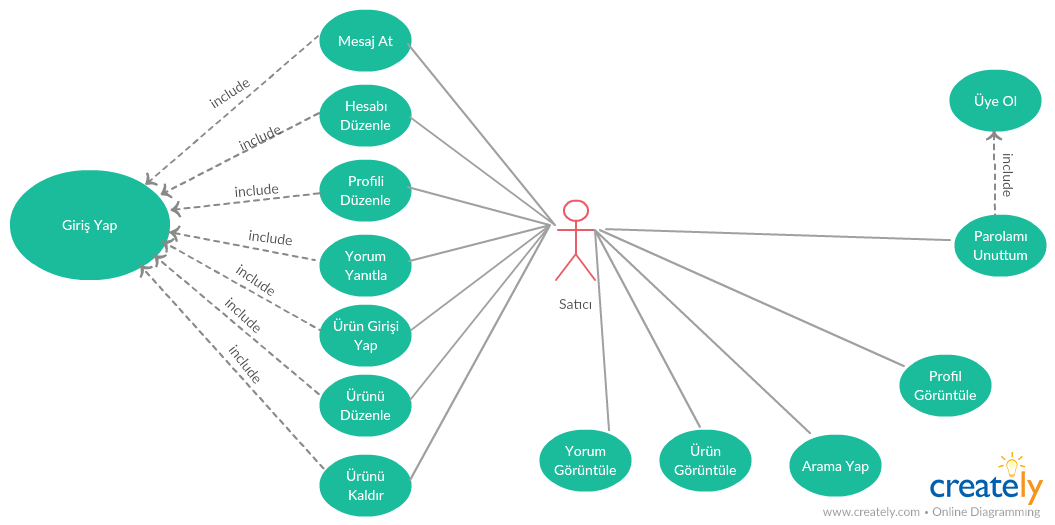 Mesaj At
include
Hesabı
Düzenle
include
Profili
Düzenle
include
Giriş Yap
Yorum
Yanıtla
include
Ürün Girişi
Yap
include
Ürünü
Düzenle
include
Ürünü
Kaldır
include
Satıcı
Üye Ol
include
Parolamı
Unuttum
Profil
Görüntüle
Yorum
Görüntüle
Ürün
Görüntüle
Arama Yap
creately
www.creately.com • Online Diagramming